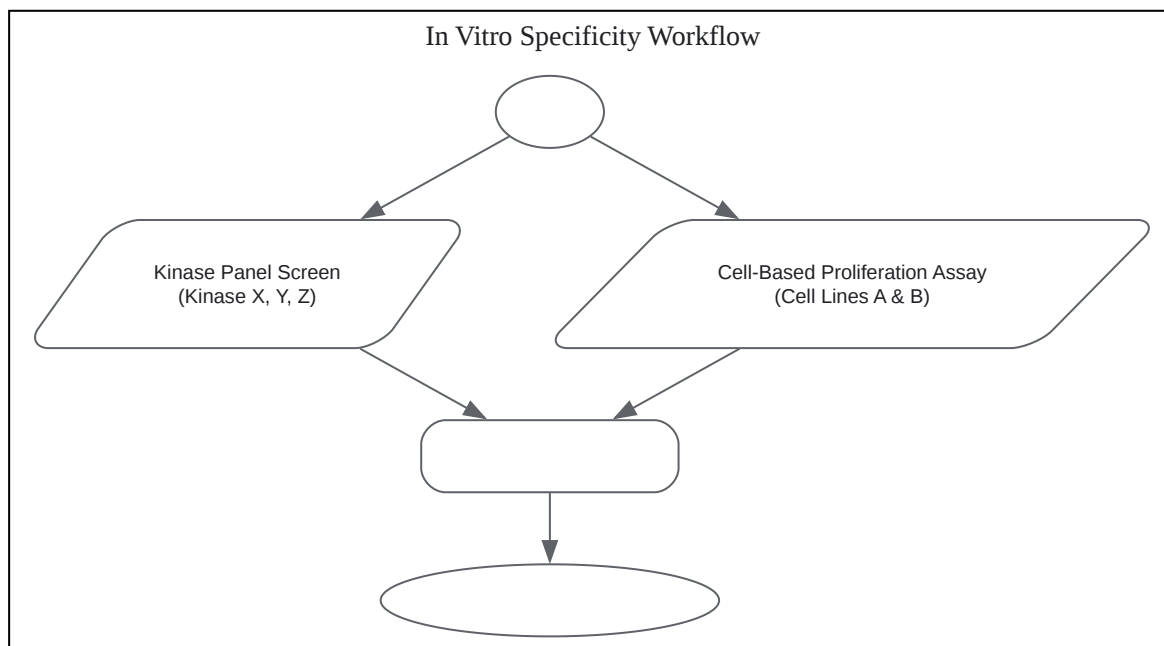 In Vitro Specificity Workflow
Kinase Panel Screen
(Kinase X, Y, Z)
Cell-Based Proliferation Assay
(Cell Lines A & B)